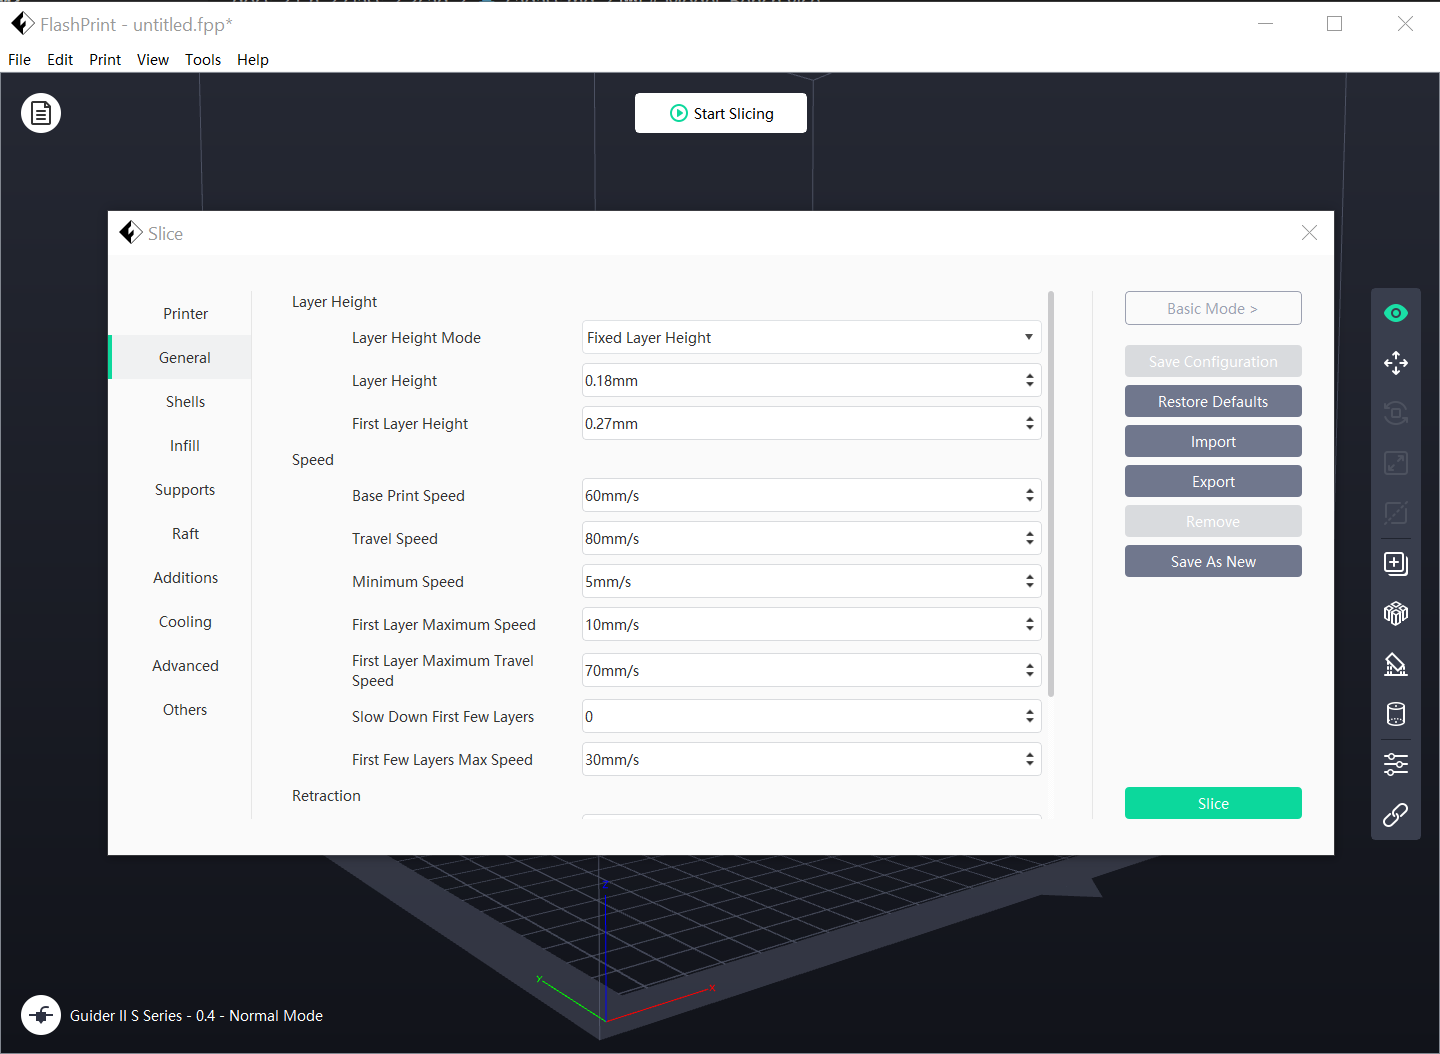 FlashPrint - untitled.fpp*
File Edit Print View Tools Help
Start Slicing
Slice
Printer
General
Shells
Infill
Supports
Raft
Additions
Cooling
Advanced
Others
Layer Height
Layer Height Mode Fixed Layer Height
Layer Height 0.18mm
First Layer Height 0.27mm
Speed
Base Print Speed 60mm/s
Travel Speed 80mm/s
Minimum Speed 5mm/s
First Layer Maximum Speed 10mm/s
First Layer Maximum Travel
Speed 70mm/s
Slow Down First Few Layers 0
First Few Layers Max Speed 30mm/s
Retraction
Basic Mode >
Save Configuration
Restore Defaults
Import
Export
Remove
Save As New
Slice
Y
X
Guider II S Series - 0.4 - Normal Mode